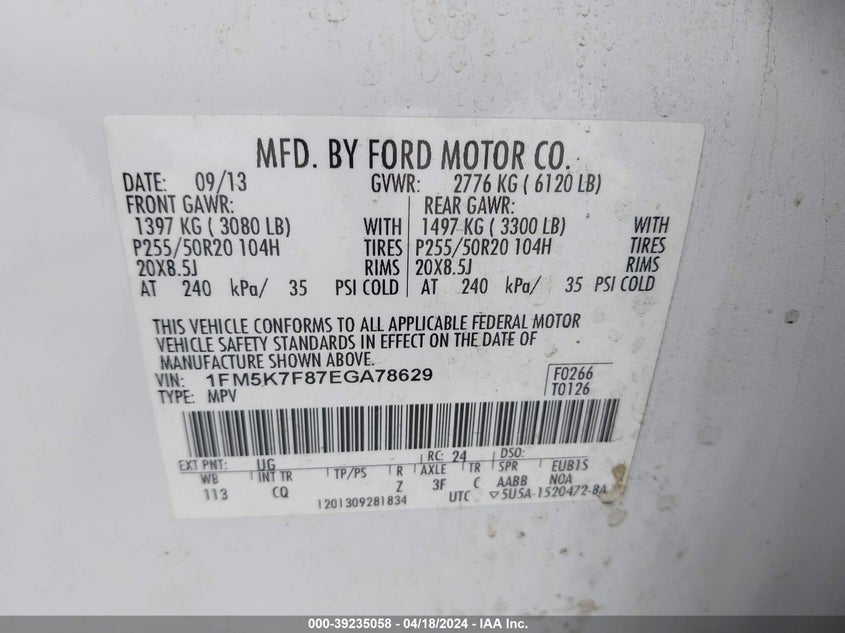 MFD. BY FORD MOTOR CO.
DATE: 09/13 GVWR: 2776 KG ( 6120 LB)
FRONT GAWR: REAR GAWR:
1397 KG ( 3080 LB) WITH 1497 KG ( 3300 LB) WITH
P255/50R20 104H TIRES P255/50R20 104H TIRES
20X8.5J RIMS 20X8.5J RIMS
AT 240 kPa/ 35 PSI COLD AT 240 kPa/ 35 PSI COLD
THIS VEHICLE CONFORMS TO ALL APPLICABLE FEDERAL MOTOR
VEHICLE SAFETY STANDARDS IN EFFECT ON THE DATE OF
MANUFACTURE SHOWN ABOVE.
VIN: 1FM5K7F87EGA78629 F0266
TYPE: MPV T0126
EXT PNT: UG RC: 24 DSO:
WB INT TR TP/PS R AXLE TR SPR EUB1S
113 CQ Z 3F C AABB NOA
1201309281834 UTC ▽5U5A-1520472-BA
000-39235058 - 04/18/2024 - IAA Inc.